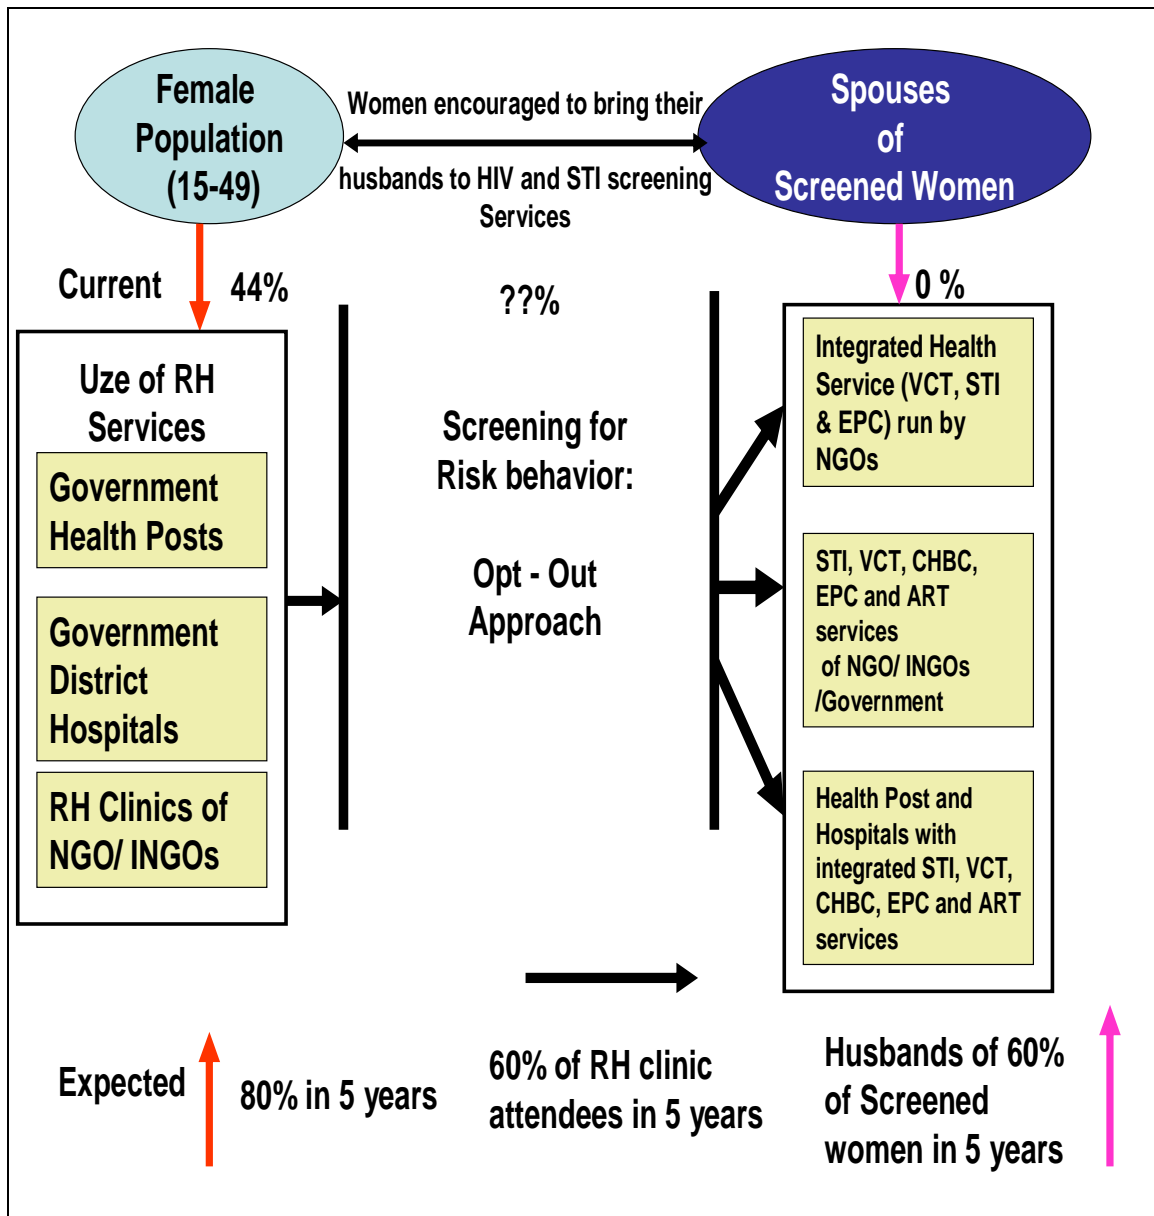 Female
Population
(15-49)
Women encouraged to bring their
husbands to HIV and STI screening
Services
Spouses
of
Screened Women
Current
44%
??%
0 %
Uze of RH
Services
Government
Health Posts
Government
District
Hospitals
RH Clinics of
NGO/ INGOs
Screening for
Risk behavior:
Opt - Out
Approach
Integrated Health
Service (VCT, STI
& EPC) run by
NGOs
STI, VCT, CHBC,
EPC and ART
services
of NGO/ INGOs
/Government
Health Post and
Hospitals with
integrated STI, VCT,
CHBC, EPC and ART
services
Expected
80% in 5 years
60% of RH clinic
attendees in 5 years
Husbands of 60%
of Screened
women in 5 years